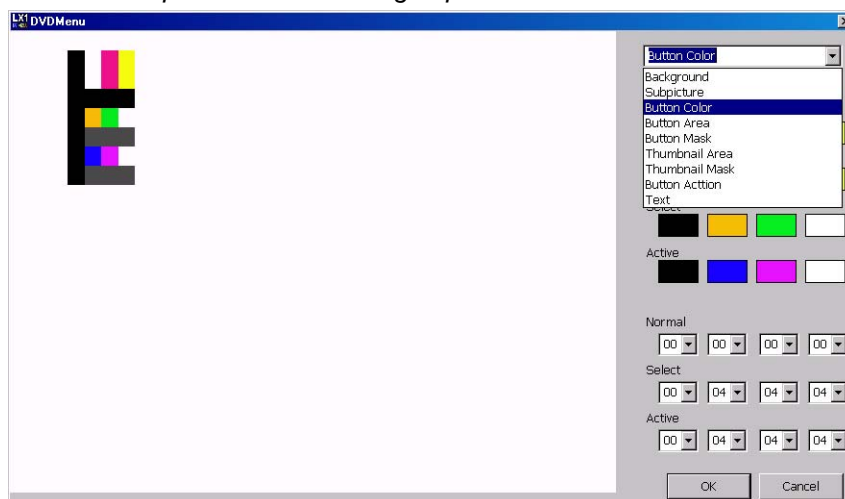 DVDMenu
Button Color
Background
Subpicture
Button Color
Button Area
Button Mask
Thumbnail Area
Thumbnail Mask
Button Acttion
Text
Select
Active
Normal
00 00 00 00
Select
00 04 04 04
Active
00 04 04 04
OK Cancel